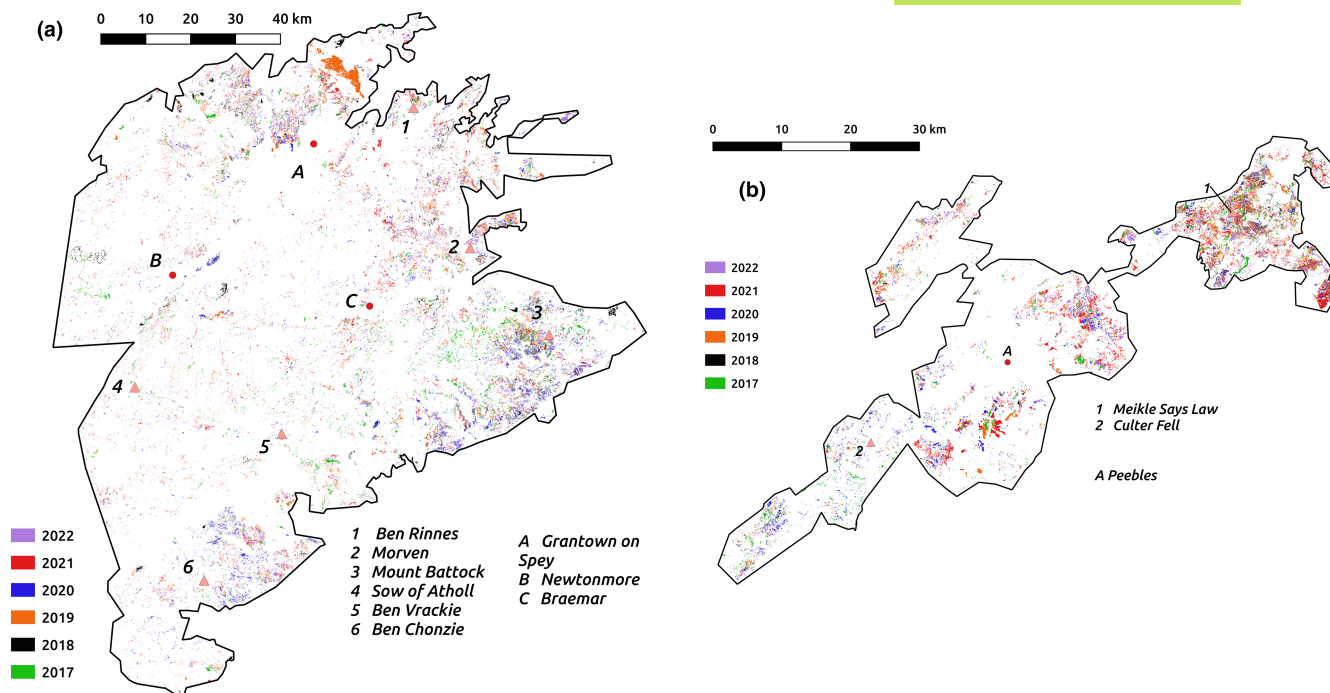 (a)
0 10 20 30 40 km
1
A
2
B
C
3
4
5
6
2022
2021
2020
2019
2018
2017
1 Ben Rinnes
2 Morven
3 Mount Battock
4 Sow of Atholl
5 Ben Vrackie
6 Ben Chonzie
A Grantown on
Spey
B Newtonmore
C Braemar
0 10 20 30 km
(b)
1
A
2
2022
2021
2020
2019
2018
2017
1 Meikle Says Law
2 Culter Fell
A Peebles